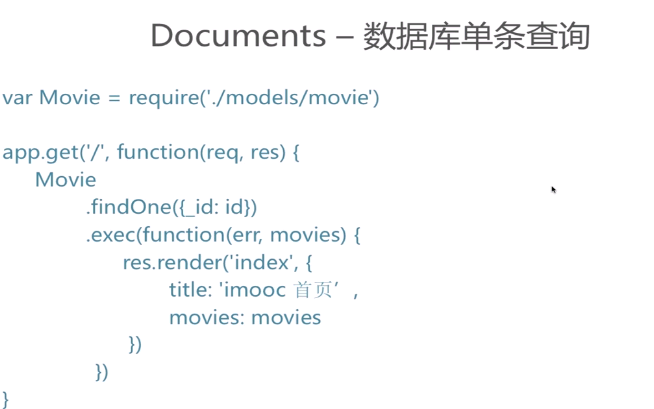 Documents – 数据库单条查询
var Movie = require('./models/movie')
app.get('/', function(req, res) {
Movie
.findOne({_id: id})
.exec(function(err, movies) {
res.render('index', {
title: 'imooc 首页’,
movies: movies
})
})
}